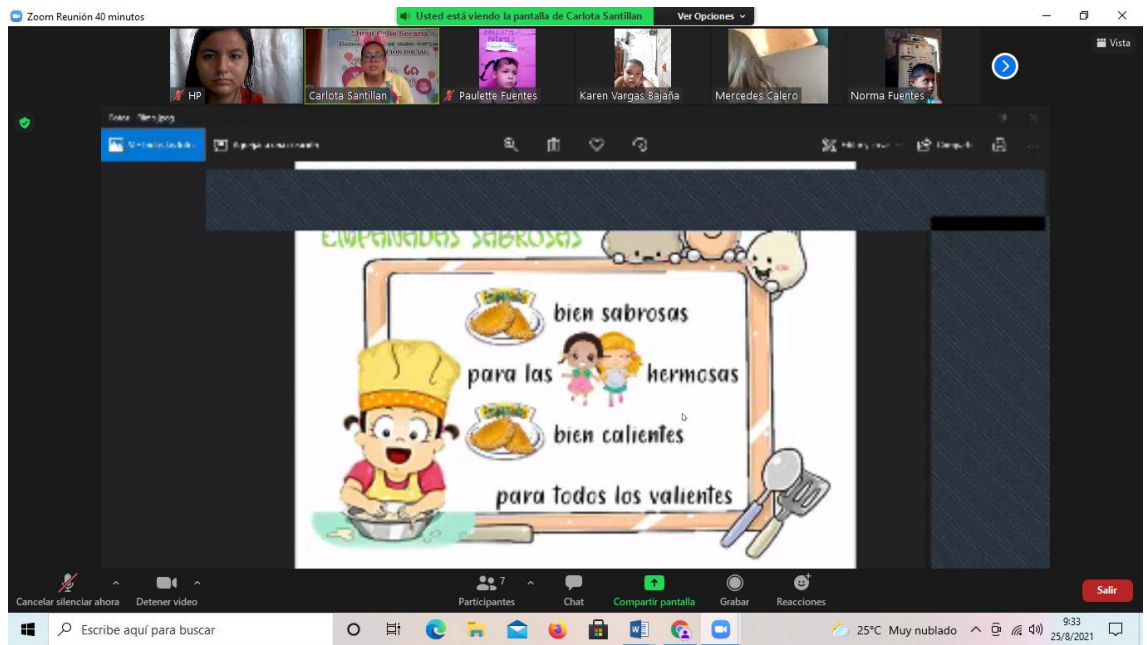 Zoom Reunión 40 minutos
Usted está viendo la pantalla de Carlota Santillan
Ver Opciones
Vista
HP
Carlota Santillan
Paulette Fuentes
Karen Vargas Bajaña
Mercedes Calero
Norma Fuentes
EMPANADAS SABROSAS
bien sabrosas
para las hermosas
bien calientes
para todos los valientes
Cancelar silenciar ahora
Detener video
Participantes
7
Chat
Compartir pantalla
Grabar
Reacciones
Salir
Escribe aquí para buscar
25°C Muy nublado
9:33
25/8/2021